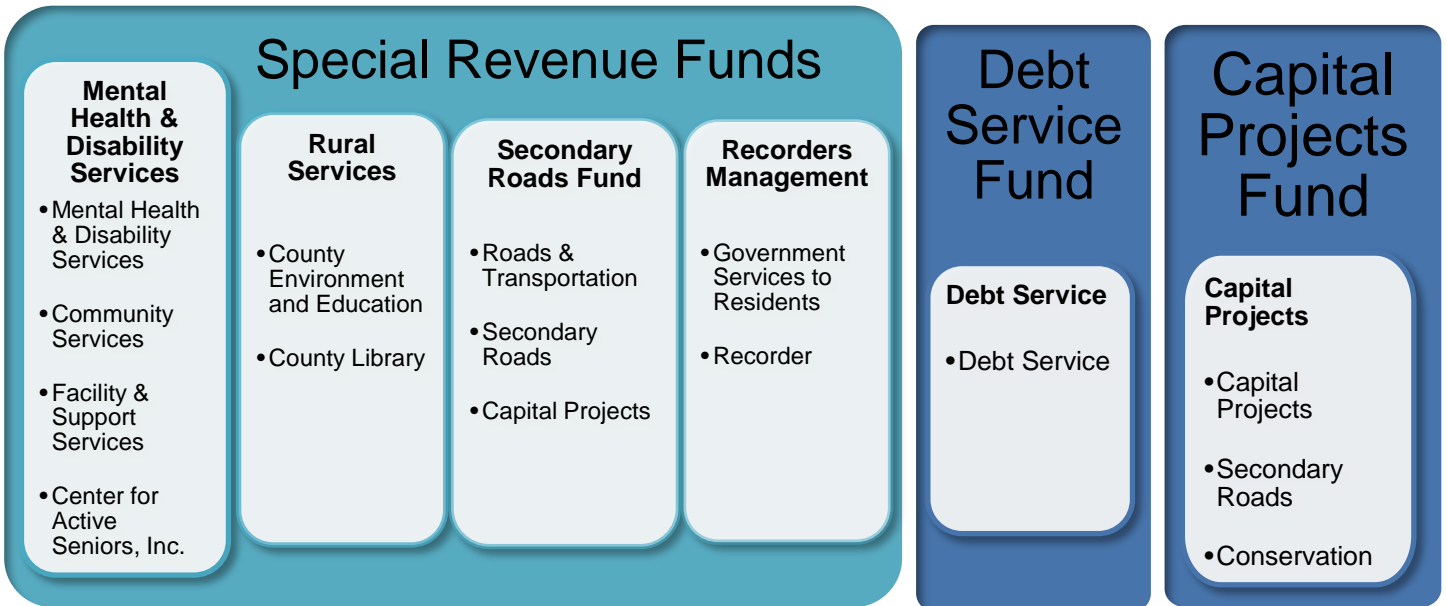 Special Revenue Funds
Mental
Health &
Disability
Services
•Mental Health
& Disability
Services
•Community
Services
•Facility &
Support
Services
•Center for
Active
Seniors, Inc.
Rural
Services
•County
Environment
and Education
•County Library
Secondary
Roads Fund
•Roads &
Transportation
•Secondary
Roads
•Capital Projects
Recorders
Management
•Government
Services to
Residents
•Recorder
Debt
Service
Fund
Debt Service
•Debt Service
Capital
Projects
Fund
Capital
Projects
•Capital
Projects
•Secondary
Roads
•Conservation